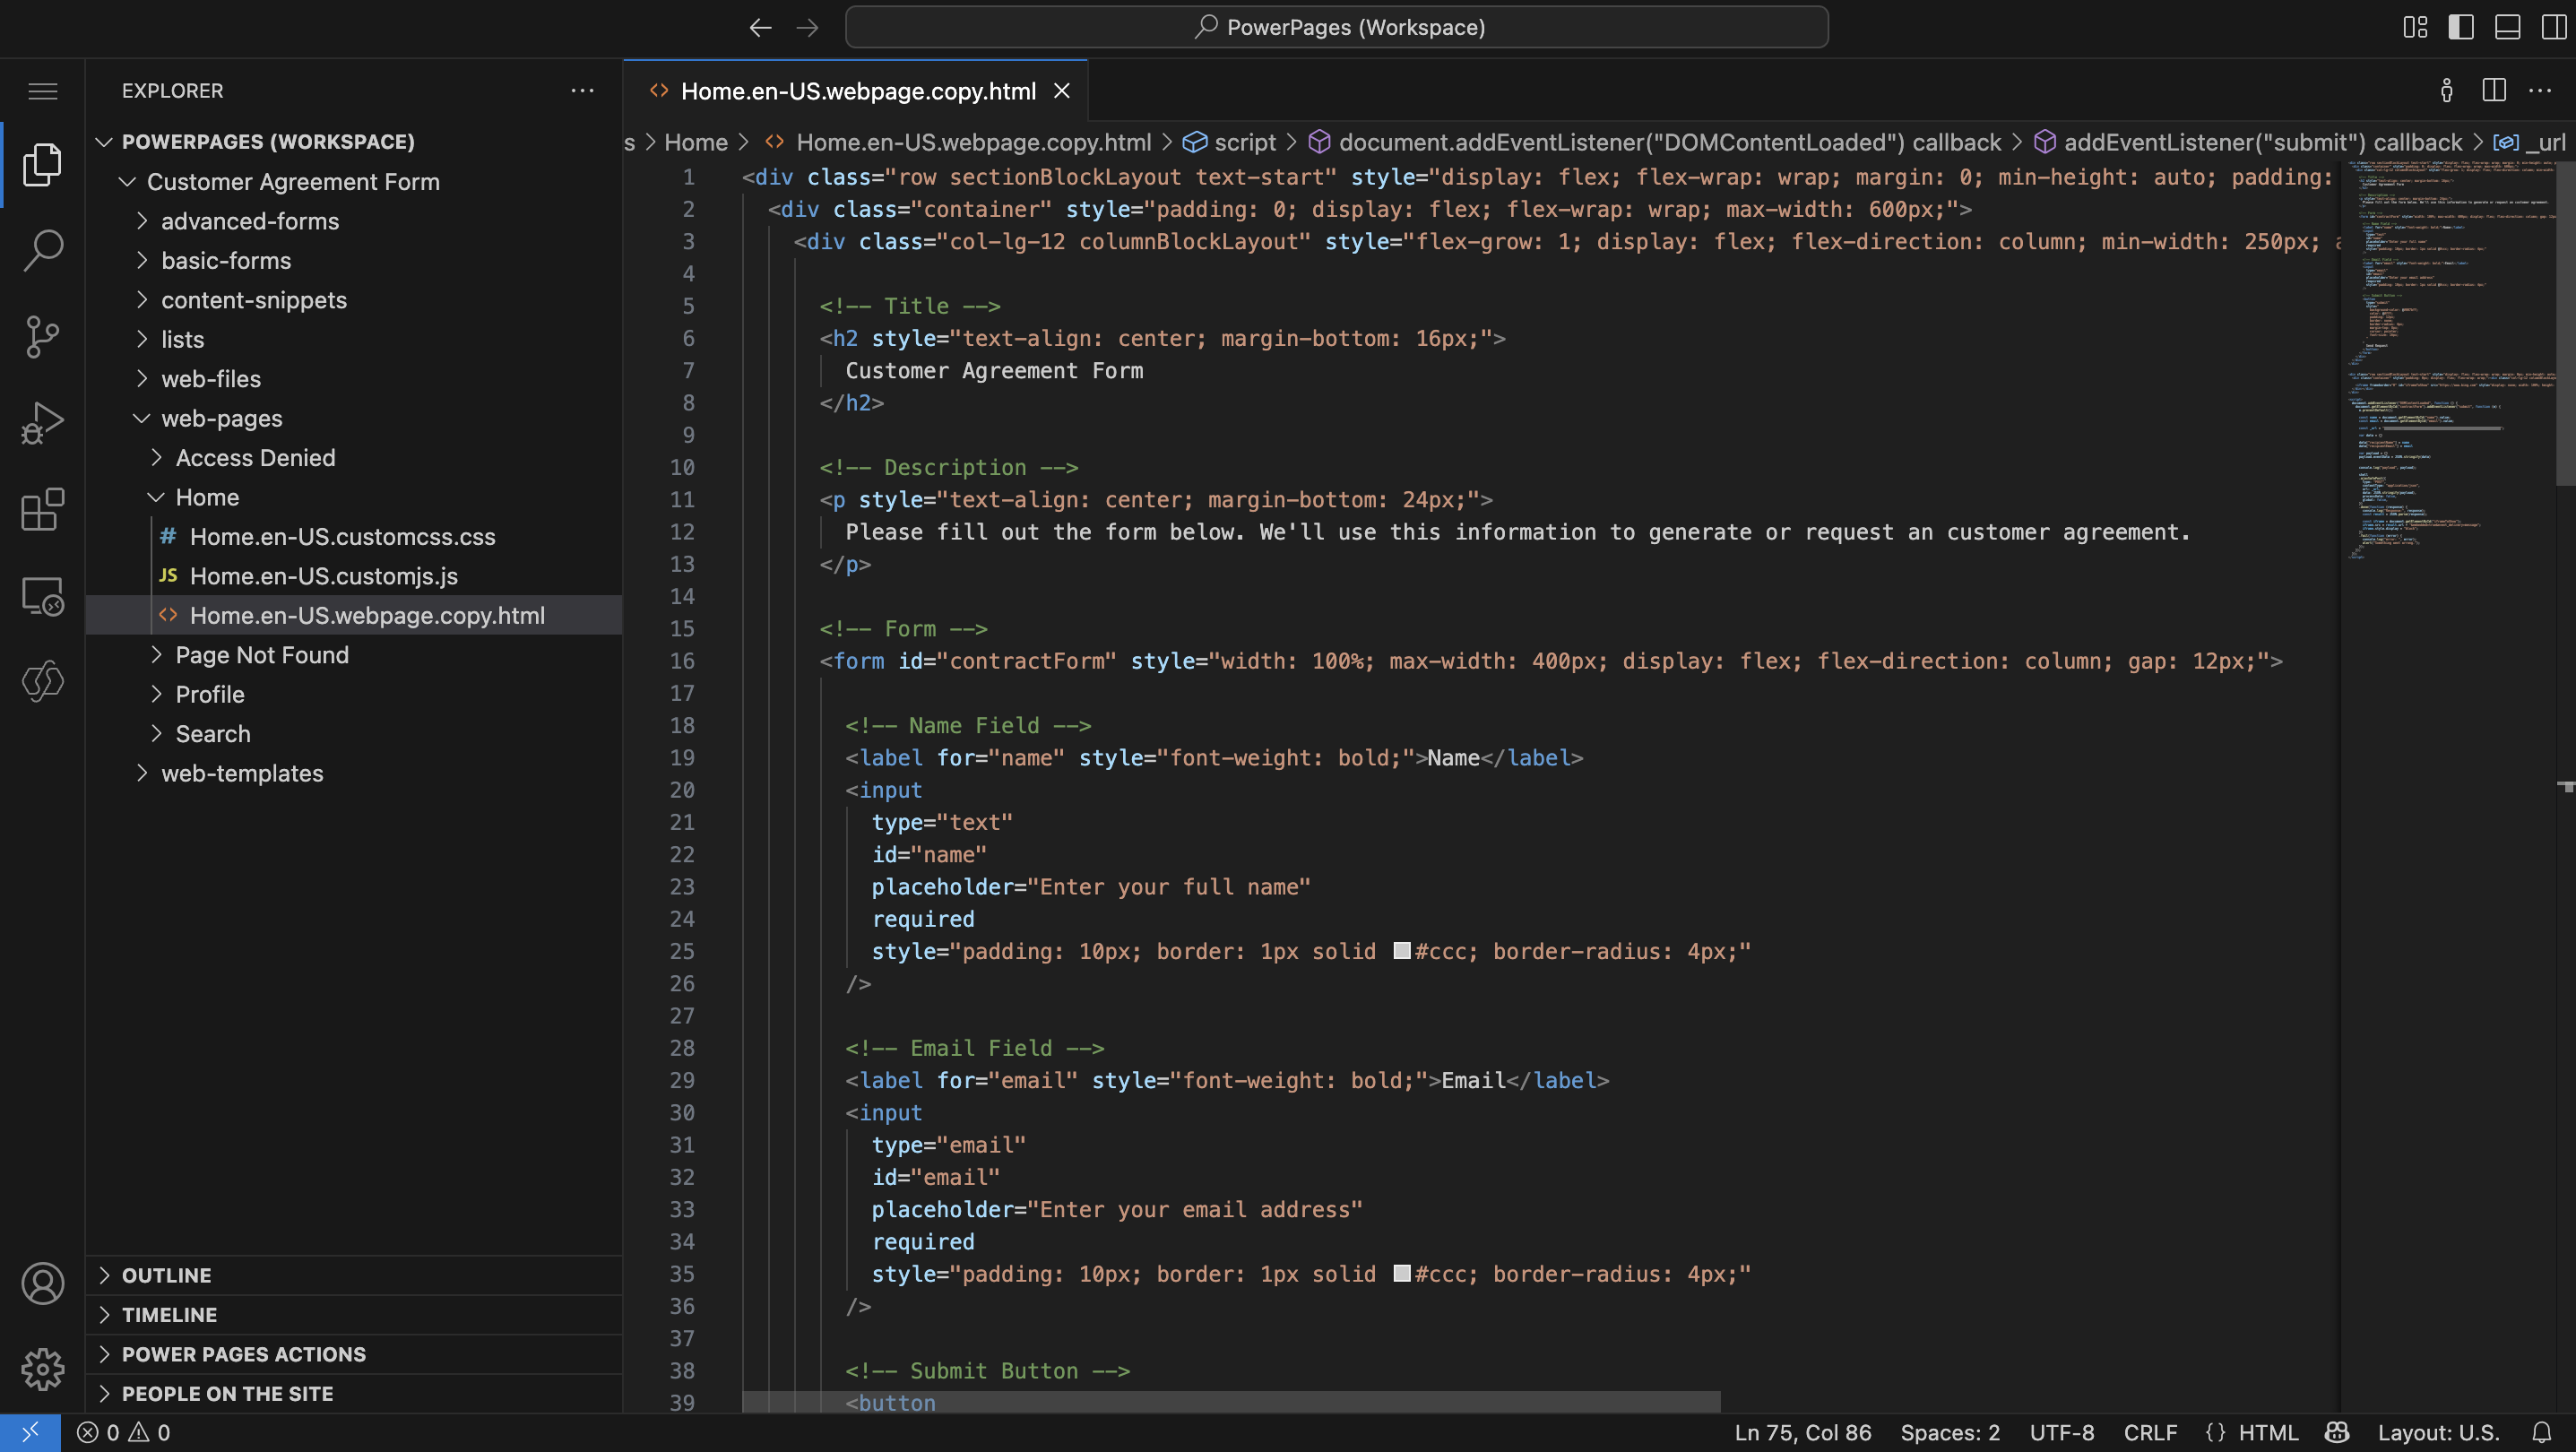 PowerPages (Workspace)
EXPLORER
POWERPAGES (WORKSPACE)
Customer Agreement Form
advanced-forms
basic-forms
content-snippets
lists
web-files
web-pages
Access Denied
Home
# Home.en-US.customcss.css
JS Home.en-US.customjs.js
<> Home.en-US.webpage.copy.html
Page Not Found
Profile
Search
web-templates
OUTLINE
TIMELINE
POWER PAGES ACTIONS
PEOPLE ON THE SITE
<> Home.en-US.webpage.copy.html
s > Home > <> Home.en-US.webpage.copy.html > script > document.addEventListener("DOMContentLoaded") callback > addEventListener("submit") callback > _url
1 <div class="row sectionBlockLayout text-start" style="display: flex; flex-wrap: wrap; margin: 0; min-height: auto; padding:
2 <div class="container" style="padding: 0; display: flex; flex-wrap: wrap; max-width: 600px;">
3 <div class="col-lg-12 columnBlockLayout" style="flex-grow: 1; display: flex; flex-direction: column; min-width: 250px;
4
5 <!-- Title -->
6 <h2 style="text-align: center; margin-bottom: 16px;">
7 Customer Agreement Form
8 </h2>
9
10 <!-- Description -->
11 <p style="text-align: center; margin-bottom: 24px;">
12 Please fill out the form below. We'll use this information to generate or request an customer agreement.
13 </p>
14
15 <!-- Form -->
16 <form id="contractForm" style="width: 100%; max-width: 400px; display: flex; flex-direction: column; gap: 12px;">
17
18 <!-- Name Field -->
19 <label for="name" style="font-weight: bold;">Name</label>
20 <input
21 type="text"
22 id="name"
23 placeholder="Enter your full name"
24 required
25 style="padding: 10px; border: 1px solid #ccc; border-radius: 4px;"
26 />
27
28 <!-- Email Field -->
29 <label for="email" style="font-weight: bold;">Email</label>
30 <input
31 type="email"
32 id="email"
33 placeholder="Enter your email address"
34 required
35 style="padding: 10px; border: 1px solid #ccc; border-radius: 4px;"
36 />
37
38 <!-- Submit Button -->
39 <button
0 0
Ln 75, Col 86
Spaces: 2
UTF-8
CRLF
{} HTML
Layout: U.S.